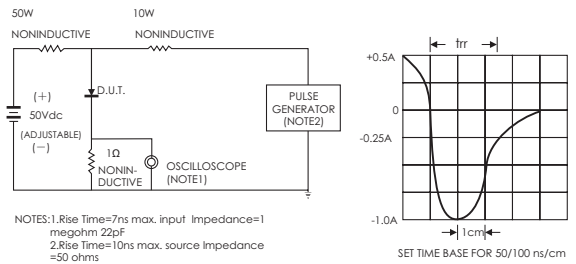 50W
NONINDUCTIVE
10W
NONINDUCTIVE
D.U.T.
(+)
50Vdc
(ADJUSTABLE)
(−)
1Ω
NONIN-
DUCTIVE
OSCILLOSCOPE
(NOTE1)
PULSE
GENERATOR
(NOTE2)
NOTES:1.Rise Time=7ns max. input Impedance=1
megohm 22pF
2.Rise Time=10ns max. source Impedance
=50 ohms
trr
+0.5A
0
-0.25A
-1.0A
1cm
SET TIME BASE FOR 50/100 ns/cm